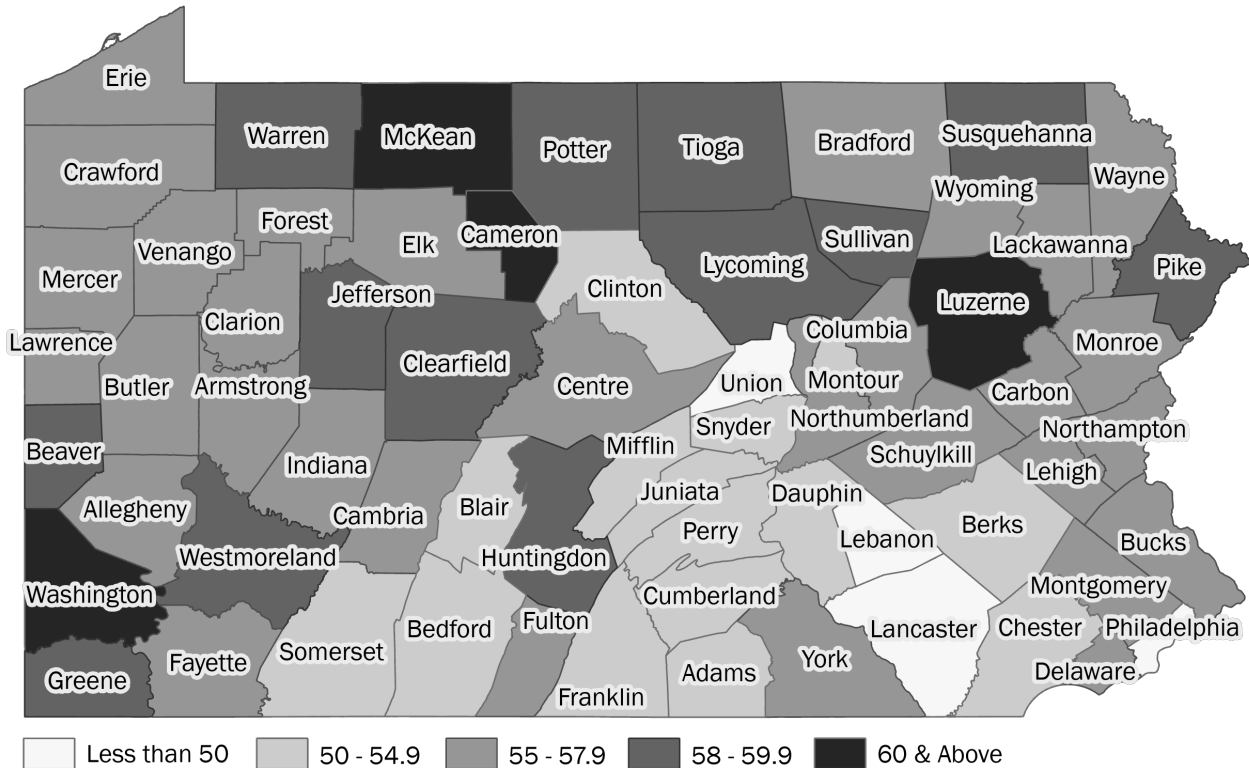 Erie
Warren
McKean
Potter
Tioga
Bradford
Susquehanna
Crawford
Wyoming
Wayne
Forest
Venango
Elk
Cameron
Sullivan
Lackawanna
Mercer
Lycoming
Pike
Jefferson
Clinton
Luzerne
Clarion
Columbia
Lawrence
Clearfield
Monroe
Butler
Armstrong
Centre
Union
Montour
Carbon
Snyder
Northumberland
Northampton
Beaver
Mifflin
Schuylkill
Indiana
Lehigh
Allegheny
Cambria
Blair
Juniata
Dauphin
Berks
Perry
Lebanon
Bucks
Westmoreland
Huntingdon
Washington
Cumberland
Montgomery
Fulton
Bedford
Lancaster
Chester
Philadelphia
Somerset
Fayette
York
Greene
Adams
Delaware
Franklin
Less than 50
50 - 54.9
55 - 57.9
58 - 59.9
60 & Above